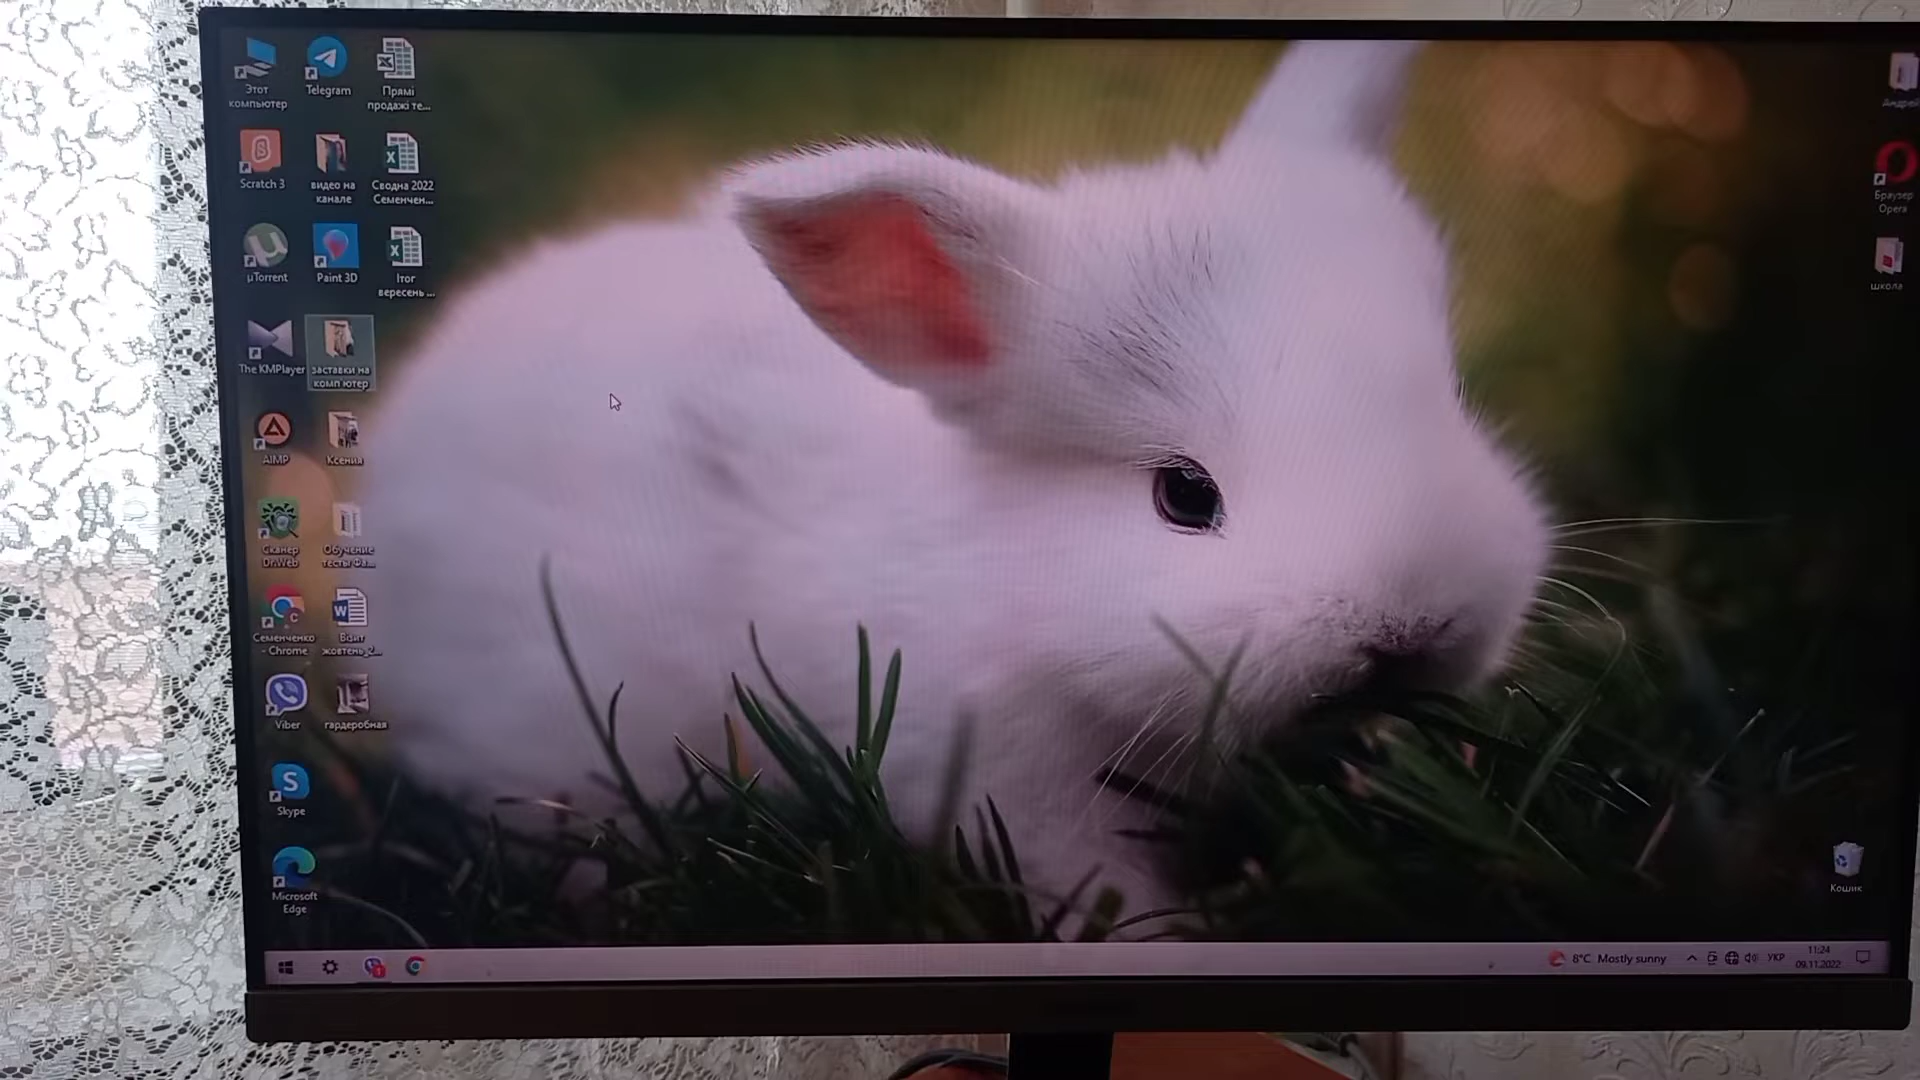 Этот
компьютер
Telegram
Прямі
продажі те...
Scratch 3
видео на
канале
Сводна 2022
Семенчен...
µTorrent
Paint 3D
Ітог
вересень ...
The KMPlayer
заставки на
комп ютер
AIMP
Ксения
Сканер
Dr.Web
Обучение
тесты Фа...
Семенченко
- Chrome
Візит
жовтень_2...
Viber
гардеробная
Skype
Microsoft
Edge
Андрей
Браузер
Opera
школа
Кошик
8°C Mostly sunny
УКР
11:24
09.11.2022